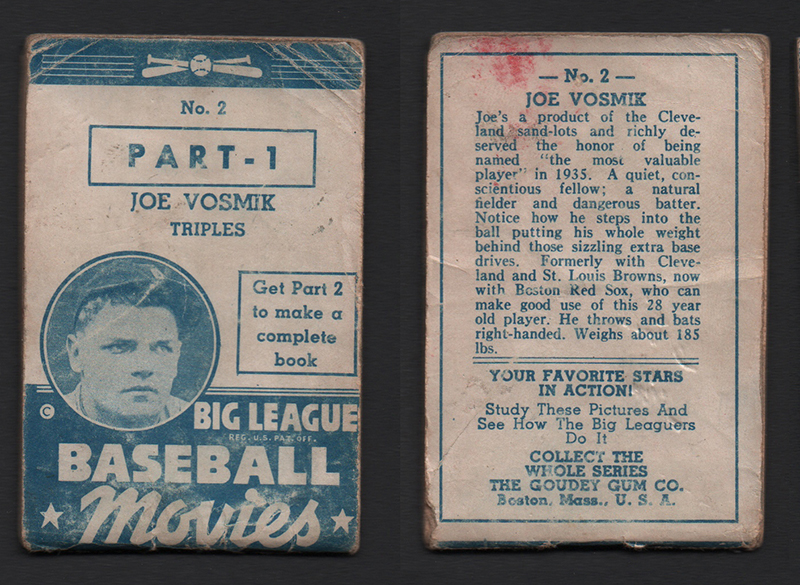 No. 2
PART-1
JOE VOSMIK
TRIPLES
Get Part 2
to make a
complete
book
©
BIG LEAGUE
REG. U.S. PAT. OFF.
BASEBALL
Movies
— No. 2 —
JOE VOSMIK
Joe's a product of the Cleve-
land sand-lots and richly de-
served the honor of being
named "the most valuable
player" in 1935. A quiet, con-
scientious fellow; a natural
fielder and dangerous batter.
Notice how he steps into the
ball putting his whole weight
behind those sizzling extra base
drives. Formerly with Cleve-
land and St. Louis Browns, now
with Boston Red Sox, who can
make good use of this 28 year
old player. He throws and bats
right-handed. Weighs about 185
lbs.
YOUR FAVORITE STARS
IN ACTION!
Study These Pictures And
See How The Big Leaguers
Do It
COLLECT THE
WHOLE SERIES
THE GOUDEY GUM CO.
Boston, Mass., U. S. A.